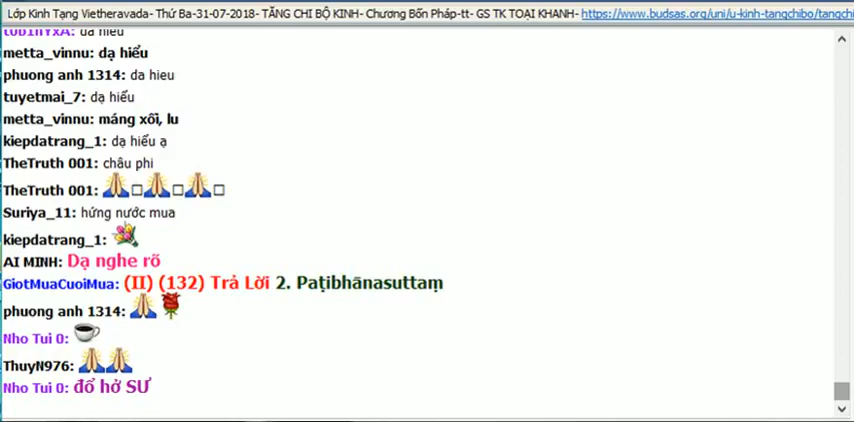 Lớp Kinh Tạng Vietheravada- Thứ Ba-31-07-2018- TĂNG CHI BỘ KINH- Chương Bốn Pháp-tt- GS TK TOẠI KHANH- https://www.budsas.org/uni/u-kinh-tangchibo/tangchi
tobinYxA: da hieu
metta_vinnu: dạ hiểu
phuong anh 1314: da hieu
tuyetmai_7: dạ hiểu
metta_vinnu: máng xối, lu
kiepdatrang_1: dạ hiểu ạ
TheTruth 001: châu phi
TheTruth 001:
Suriya_11: hứng nước mua
kiepdatrang_1:
AI MINH: Dạ nghe rõ
GiotMuaCuoiMua: (II) (132) Trả Lời 2. Paṭibhānasuttaṃ
phuong anh 1314:
Nho Tui 0:
ThuyN976:
Nho Tui 0: đổ hở SƯ